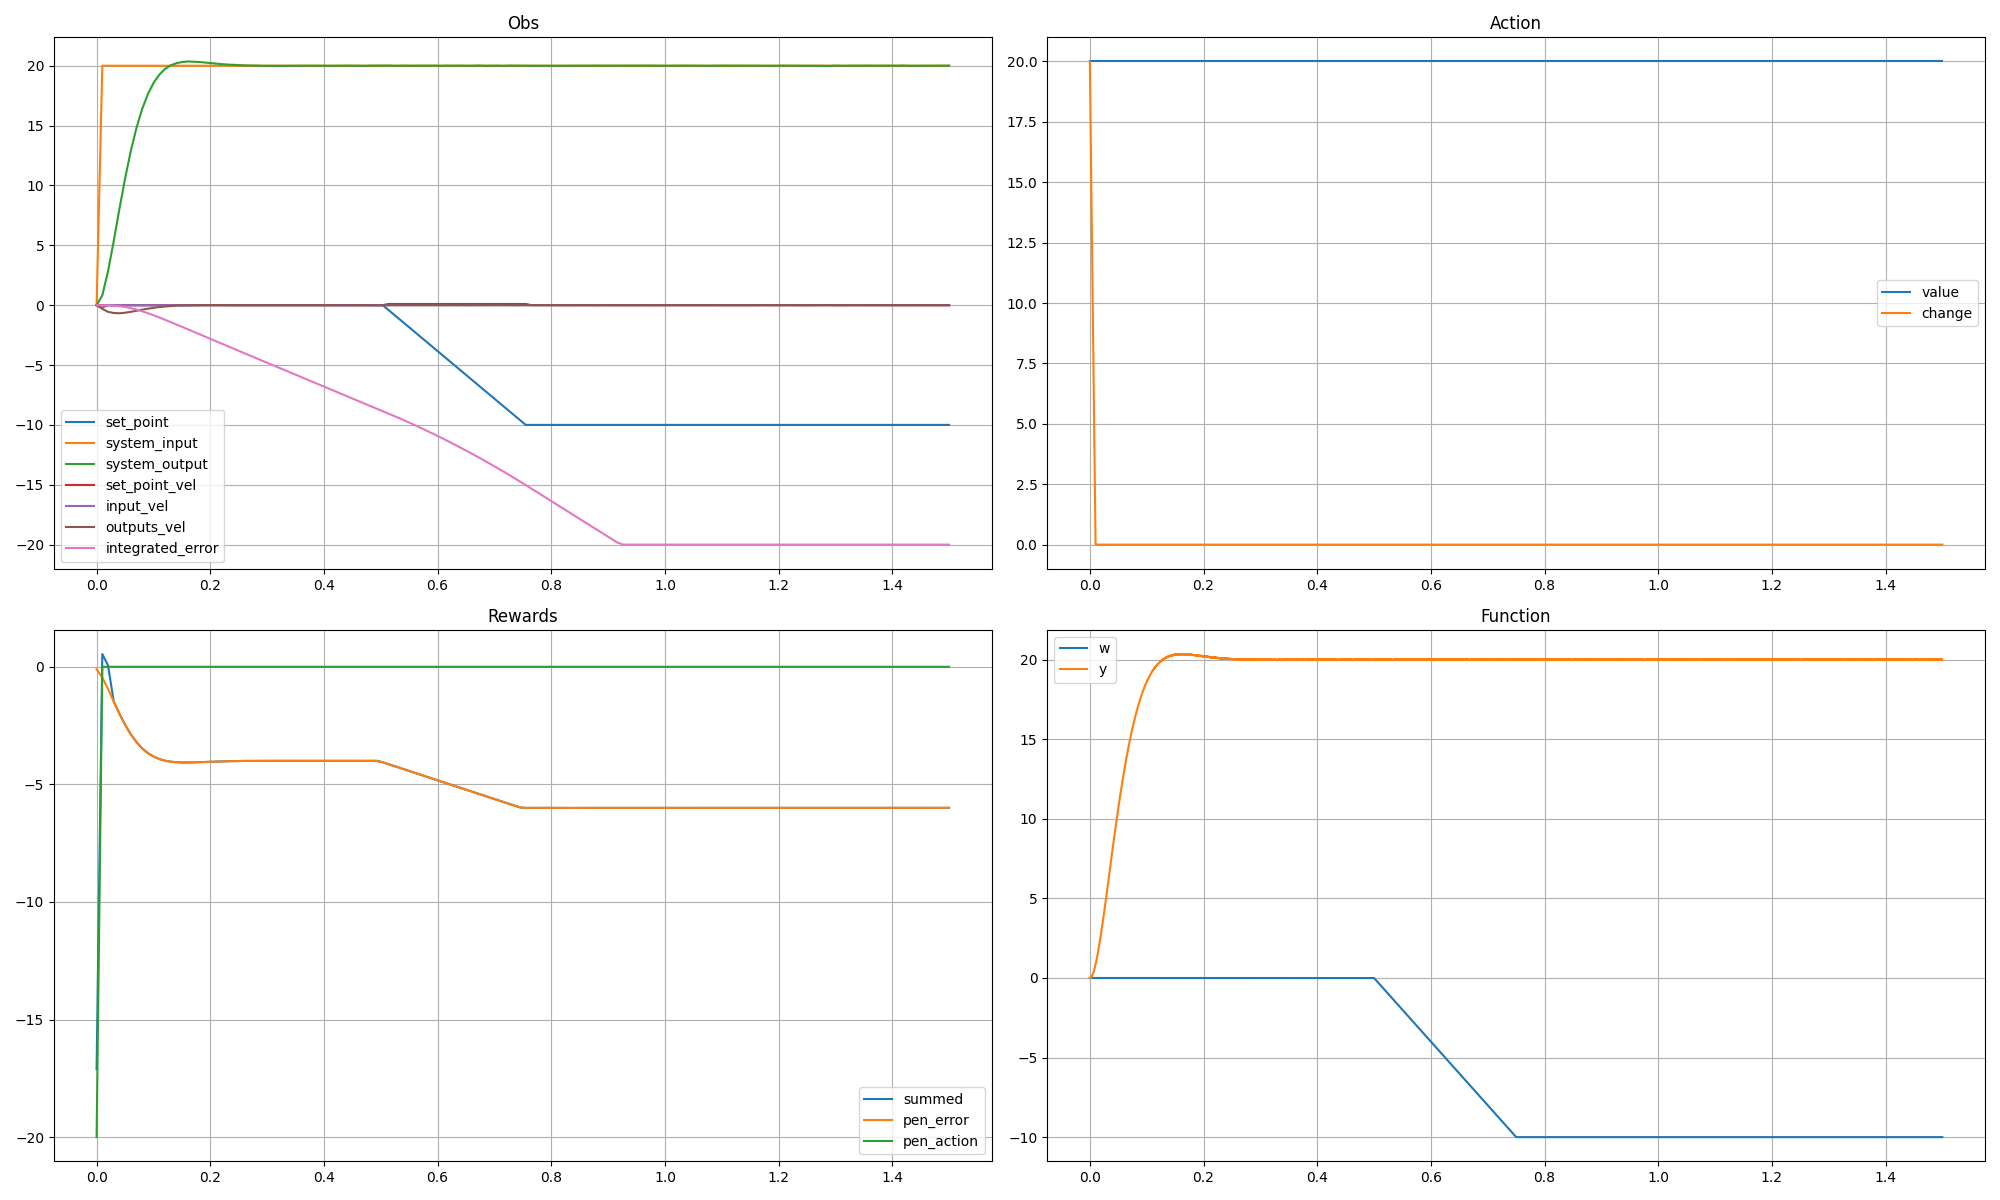 Obs
20
15
10
5
0
−5
−10
−15
−20
set_point
system_input
system_output
set_point_vel
input_vel
outputs_vel
integrated_error
0.0 0.2 0.4 0.6 0.8 1.0 1.2 1.4
Action
20.0
17.5
15.0
12.5
10.0
7.5
5.0
2.5
0.0
value
change
0.0 0.2 0.4 0.6 0.8 1.0 1.2 1.4
Rewards
0
−5
−10
−15
−20
summed
pen_error
pen_action
0.0 0.2 0.4 0.6 0.8 1.0 1.2 1.4
Function
w
y
20
15
10
5
0
−5
−10
0.0 0.2 0.4 0.6 0.8 1.0 1.2 1.4